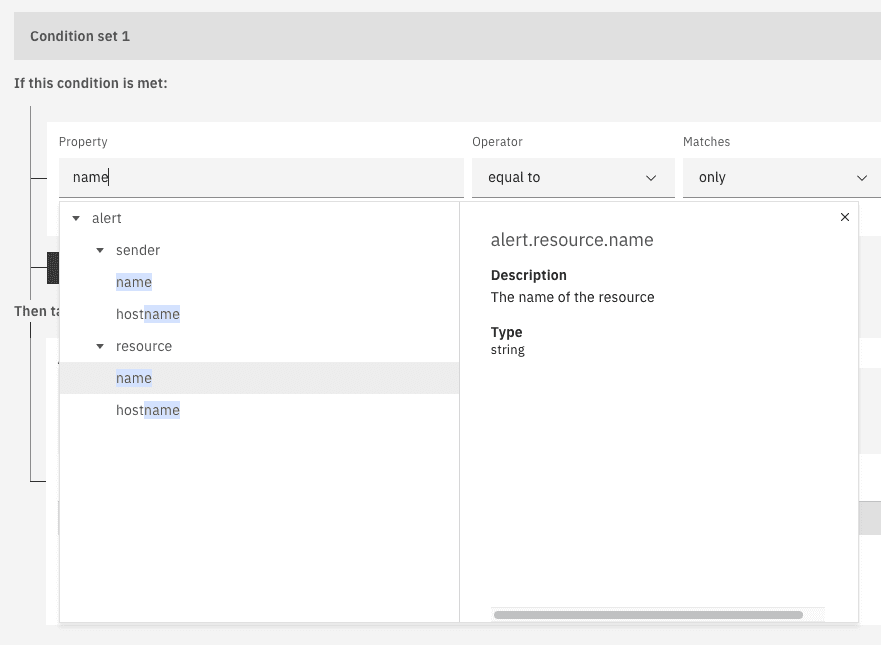 Condition set 1
If this condition is met:
Property Operator Matches
name equal to only
alert
sender
name
hostname
resource
name
hostname
alert.resource.name
Description
The name of the resource
Type
string
Then ta